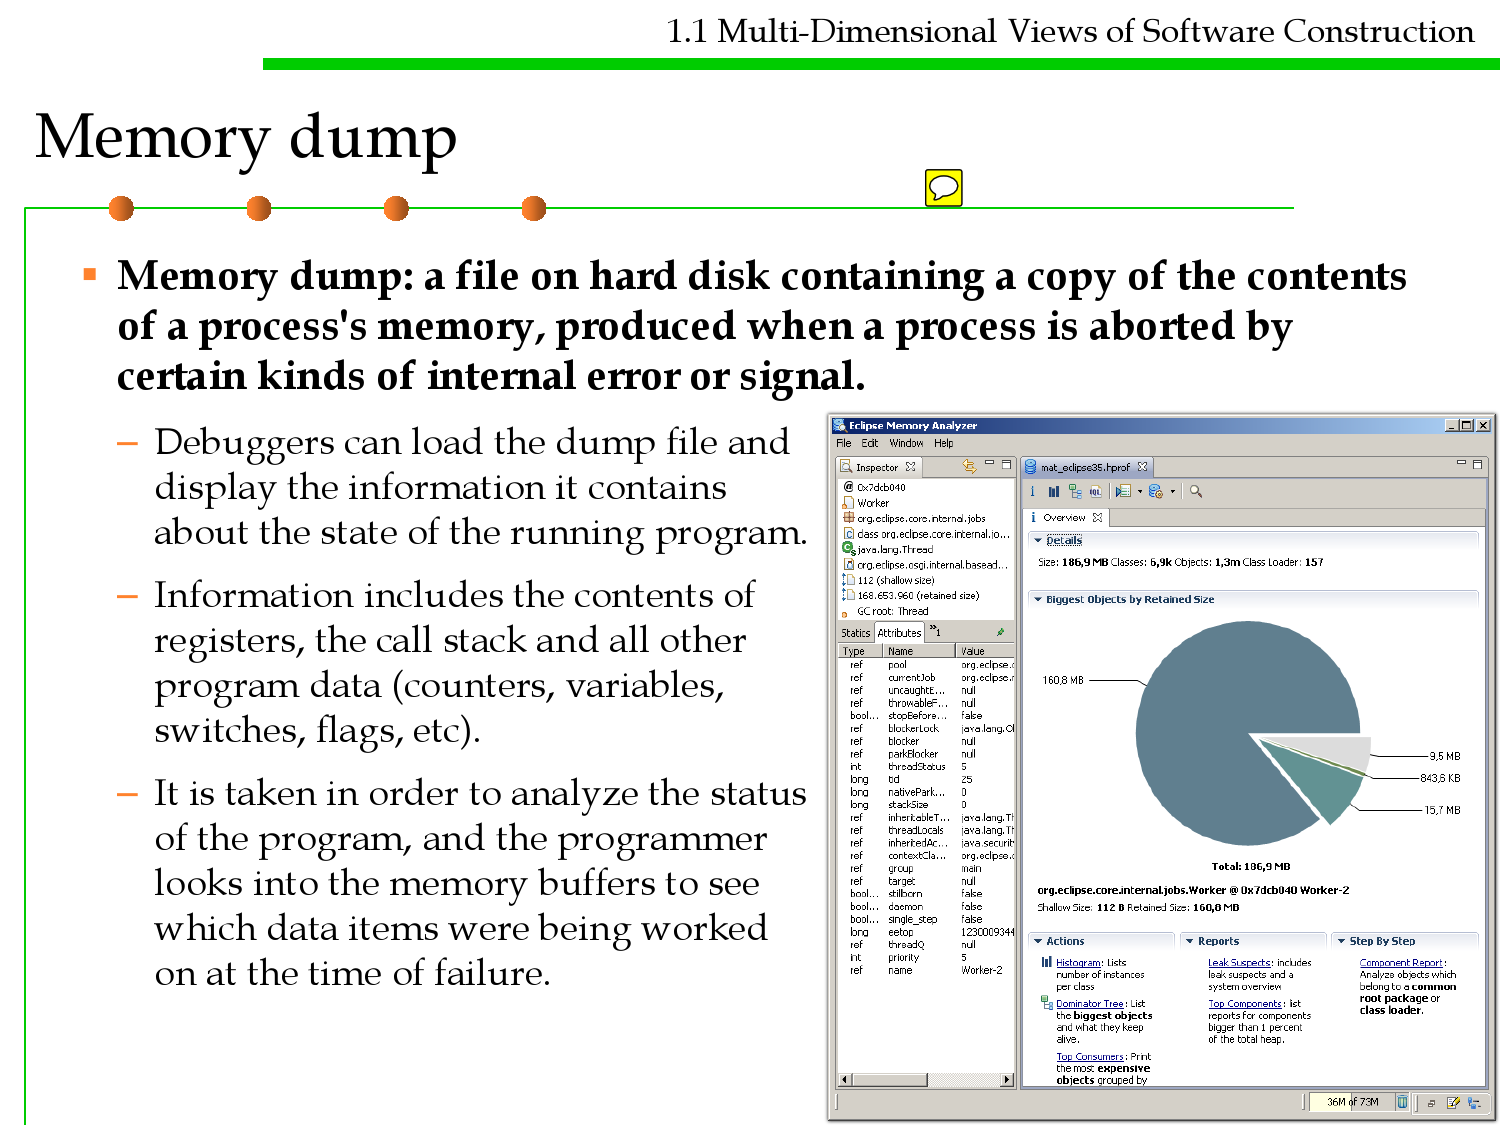 1.1 Multi-Dimensional Views of Software Construction
Memory dump
Memory dump: a file on hard disk containing a copy of the contents
of a process's memory, produced when a process is aborted by
certain kinds of internal error or signal.
– Debuggers can load the dump file and
display the information it contains
about the state of the running program.
– Information includes the contents of
registers, the call stack and all other
program data (counters, variables,
switches, flags, etc).
– It is taken in order to analyze the status
of the program, and the programmer
looks into the memory buffers to see
which data items were being worked
on at the time of failure.
Eclipse Memory Analyzer
File Edit Window Help
Inspector
0x7dcb040
Worker
org.eclipse.core.internal.jobs
class org.eclipse.core.internal.jo...
java.lang.Thread
org.eclipse.osgi.internal.basead...
112 (shallow size)
168.653.960 (retained size)
GC root: Thread
Statics Attributes »1
Type Name Value
ref pool org.eclipse.c
ref currentJob org.eclipse.r
ref uncaughtE... null
ref throwableF... null
bool... stopBefore... false
ref blockerLock java.lang.Ol
ref blocker null
ref parkBlocker null
int threadStatus 5
long tid 25
long nativePark... 0
long stackSize 0
ref inheritableT... java.lang.Th
ref threadLocals java.lang.Th
ref inheritedAc... java.securit
ref contextCla... org.eclipse.c
ref group main
ref target null
bool... stillborn false
bool... daemon false
bool... single_step false
long eetop 1230009344
ref threadQ null
int priority 5
ref name Worker-2
mat_eclipse35.hprof
i Overview
Details
Size: 186,9 MB Classes: 6,9k Objects: 1,3m Class Loader: 157
Biggest Objects by Retained Size
160,8 MB
9,5 MB
843,6 KB
15,7 MB
Total: 186,9 MB
org.eclipse.core.internal.jobs.Worker @ 0x7dcb040 Worker-2
Shallow Size: 112 B Retained Size: 160,8 MB
Actions
Histogram: Lists
number of instances
per class
Dominator Tree: List
the biggest objects
and what they keep
alive.
Top Consumers: Print
the most expensive
objects grouped by
Reports
Leak Suspects: includes
leak suspects and a
system overview
Top Components: list
reports for components
bigger than 1 percent
of the total heap.
Step By Step
Component Report:
Analyze objects which
belong to a common
root package or
class loader.
36M of 73M